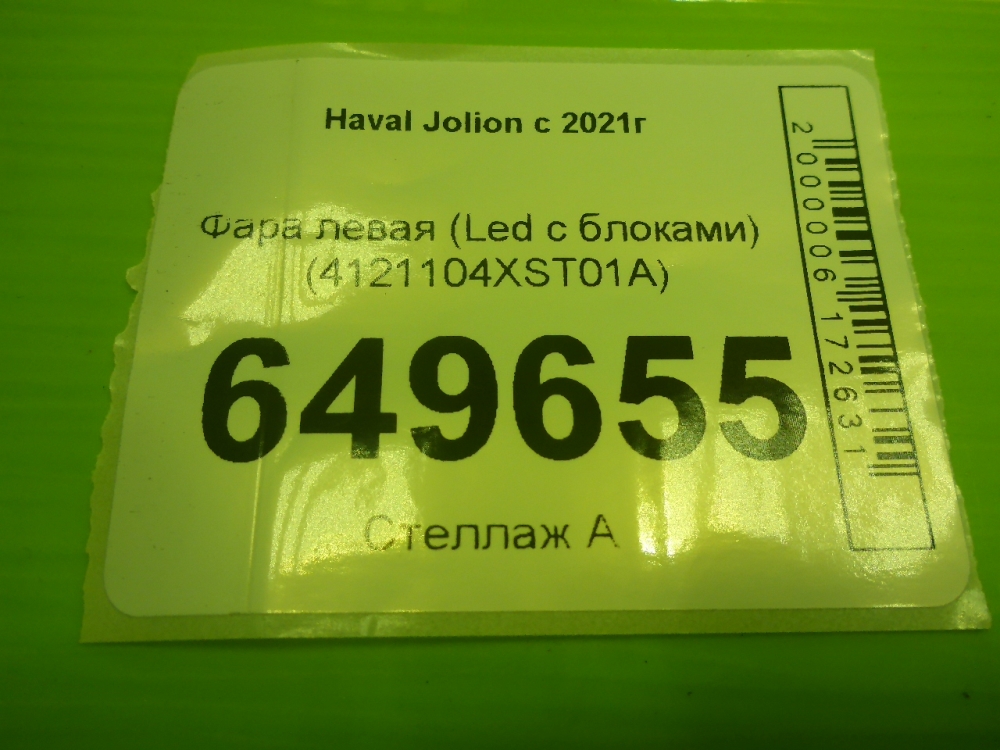 Haval Jolion с 2021г
Фара левая (Led с блоками)
(4121104XST01A)
649655
Стеллаж А
2000006172631